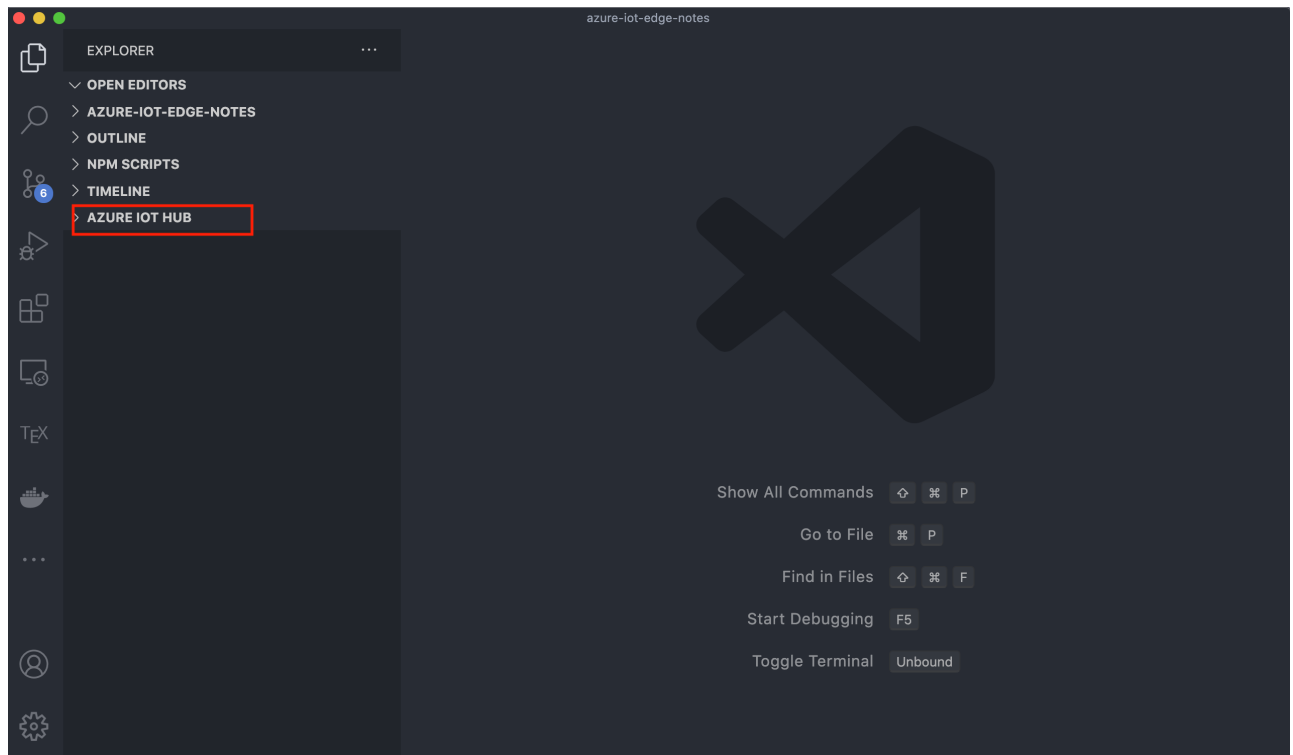 azure-iot-edge-notes
EXPLORER
OPEN EDITORS
AZURE-IOT-EDGE-NOTES
OUTLINE
NPM SCRIPTS
TIMELINE
AZURE IOT HUB
6
TEX
Show All Commands ⇧ ⌘ P
Go to File ⌘ P
Find in Files ⇧ ⌘ F
Start Debugging F5
Toggle Terminal Unbound